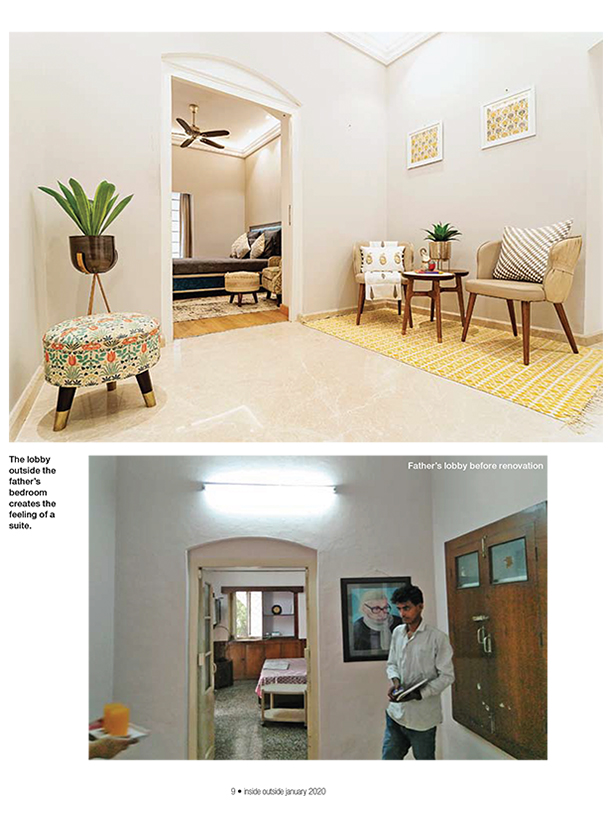 The lobby
outside the
father's
bedroom
creates the
feeling of a
suite.
Father's lobby before renovation
9 • inside outside january 2020